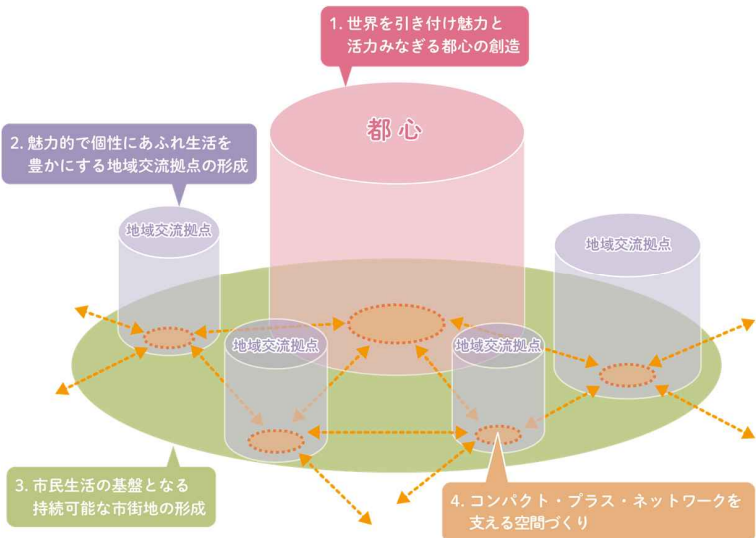 1. 世界を引き付け魅力と
活力みなぎる都心の創造
都心
2. 魅力的で個性にあふれ生活を
豊かにする地域交流拠点の形成
地域交流拠点
地域交流拠点
地域交流拠点
地域交流拠点
3. 市民生活の基盤となる
持続可能な市街地の形成
4. コンパクト・プラス・ネットワークを
支える空間づくり